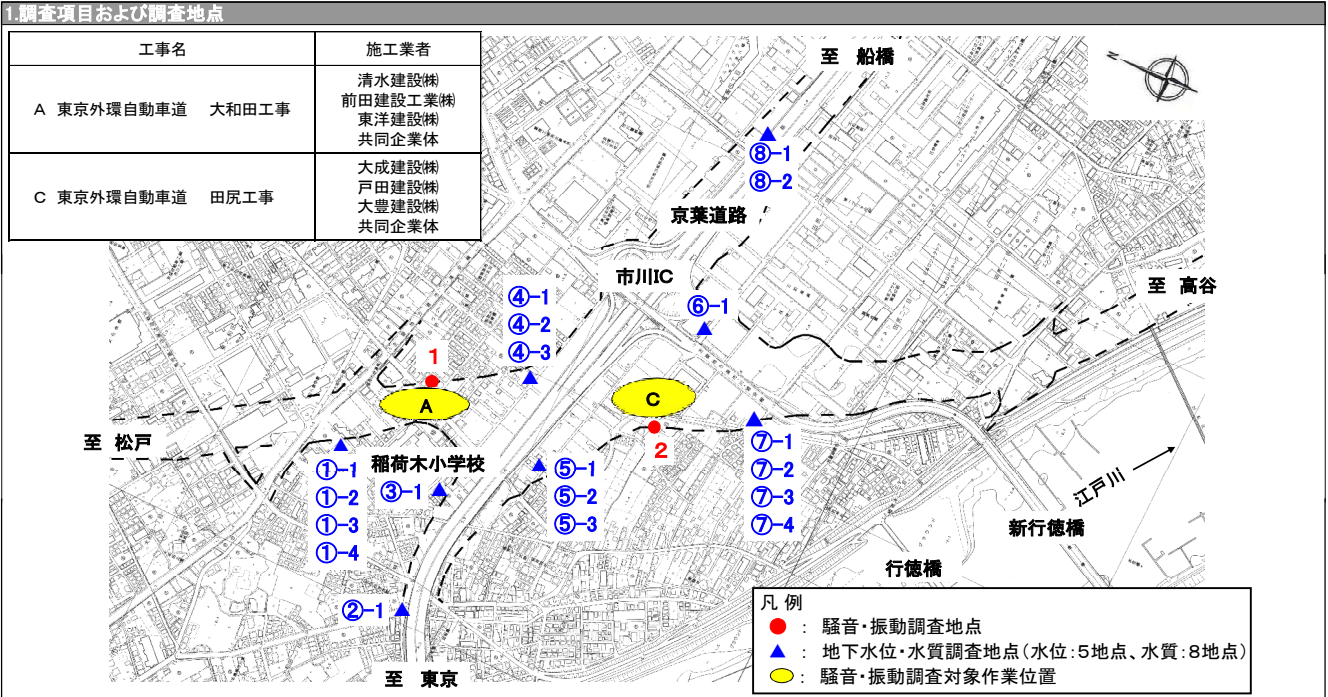 1.調査項目および調査地点
工事名
施工業者
A 東京外環自動車道 大和田工事
清水建設㈱
前田建設工業㈱
東洋建設㈱
共同企業体
C 東京外環自動車道 田尻工事
大成建設㈱
戸田建設㈱
大豊建設㈱
共同企業体
至 船橋
N
⑧-1
⑧-2
京葉道路
市川IC
至 高谷
④-1
④-2
④-3
⑥-1
1
A
C
2
至 松戸
①-1
①-2
①-3
①-4
稲荷木小学校
③-1
⑤-1
⑤-2
⑤-3
⑦-1
⑦-2
⑦-3
⑦-4
江戸川
新行徳橋
行徳橋
②-1
至 東京
凡 例
: 騒音・振動調査地点
: 地下水位・水質調査地点(水位:5地点、水質:8地点)
: 騒音・振動調査対象作業位置